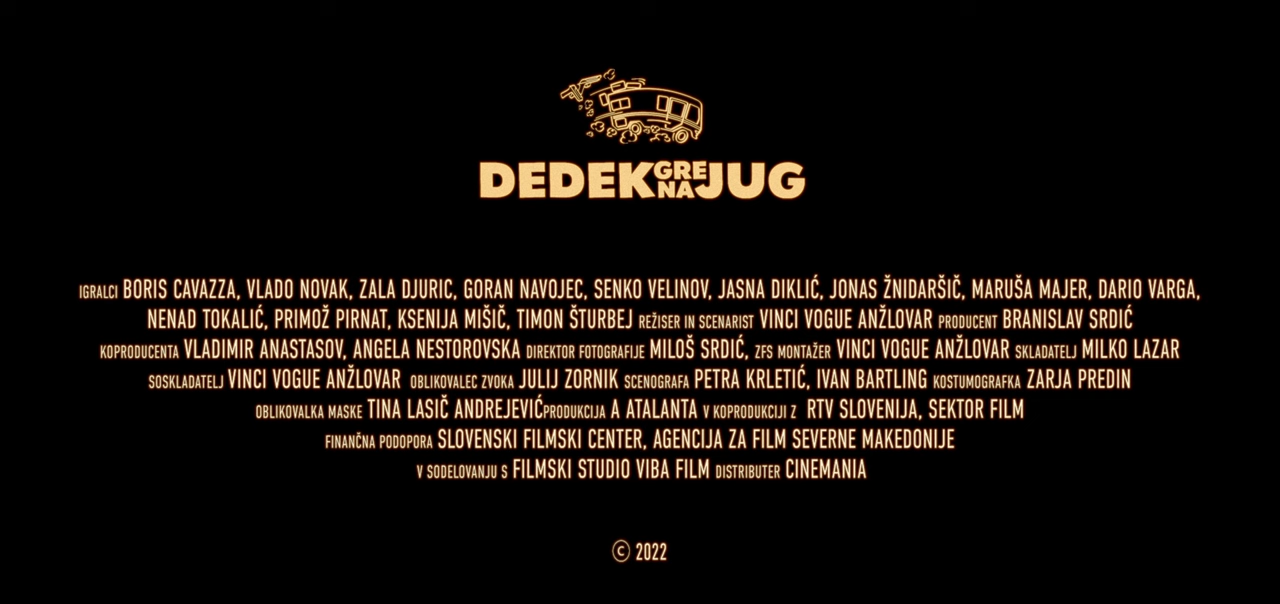 DEDEK GRE NA JUG
IGRALCI BORIS CAVAZZA, VLADO NOVAK, ZALA DJURIC, GORAN NAVOJEC, SENKO VELINOV, JASNA DIKLIĆ, JONAS ŽNIDARŠIČ, MARUŠA MAJER, DARIO VARGA,
NENAD TOKALIĆ, PRIMOŽ PIRNAT, KSENIJA MIŠIČ, TIMON ŠTURBEJ REŽISER IN SCENARIST VINCI VOGUE ANŽLOVAR PRODUCENT BRANISLAV SRDIĆ
KOPRODUCENTA VLADIMIR ANASTASOV, ANGELA NESTOROVSKA DIREKTOR FOTOGRAFIJE MILOŠ SRDIĆ, ZFS MONTAŽER VINCI VOGUE ANŽLOVAR SKLADATELJ MILKO LAZAR
SOSKLADATELJ VINCI VOGUE ANŽLOVAR OBLIKOVALEC ZVOKA JULIJ ZORNIK SCENOGRAFA PETRA KRLETIĆ, IVAN BARTLING KOSTUMOGRAFKA ZARJA PREDIN
OBLIKOVALKA MASKE TINA LASIČ ANDREJEVIĆPRODUKCIJA A ATALANTA V KOPRODUKCIJI Z RTV SLOVENIJA, SEKTOR FILM
FINANČNA PODOPORA SLOVENSKI FILMSKI CENTER, AGENCIJA ZA FILM SEVERNE MAKEDONIJE
V SODELOVANJU S FILMSKI STUDIO VIBA FILM DISTRIBUTER CINEMANIA
© 2022